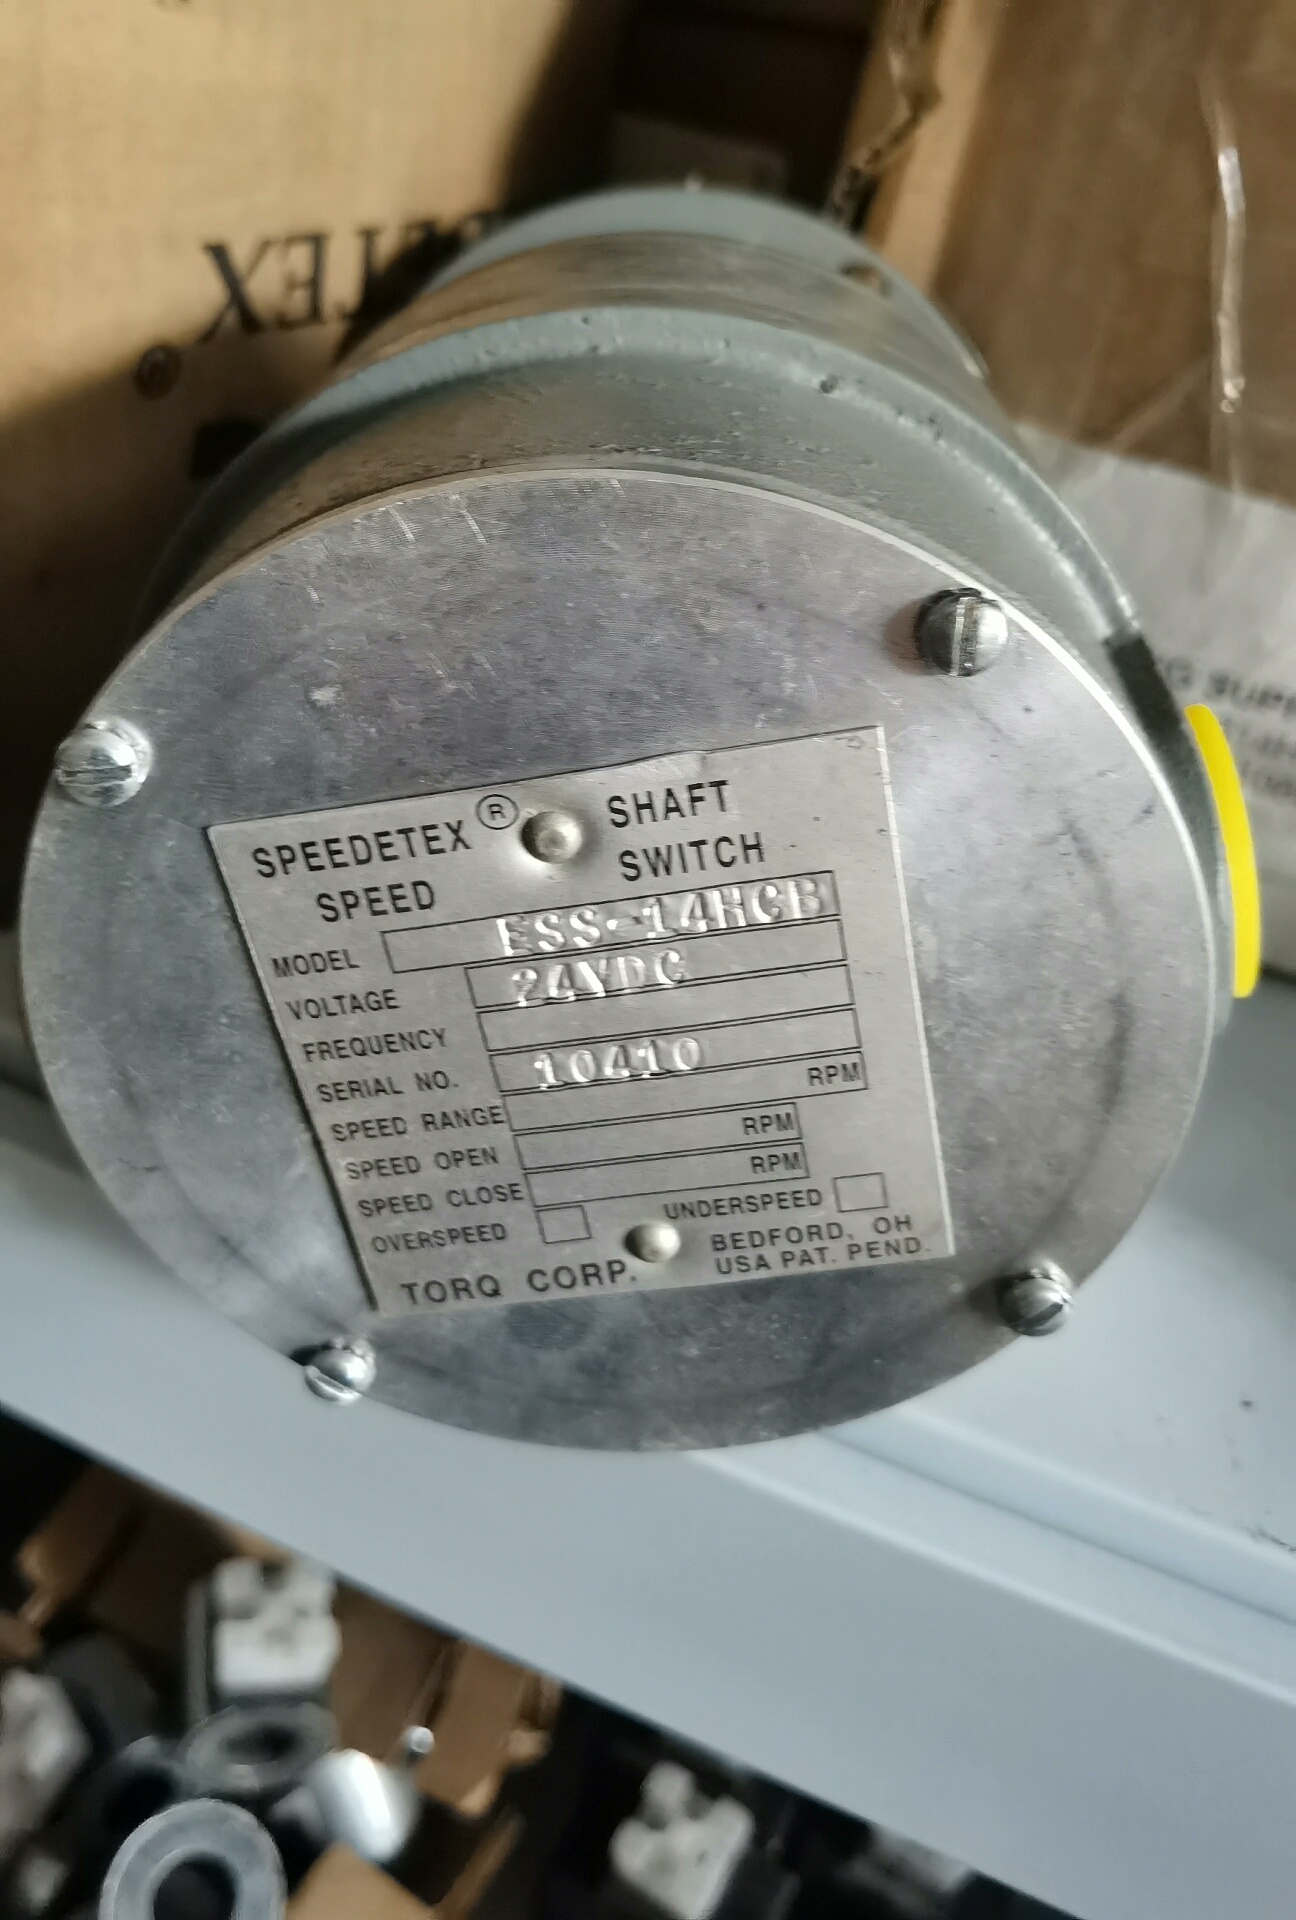 SPEEDETEX ® SHAFT
SPEED SWITCH
MODEL ESS-14HCB
VOLTAGE 24VDC
FREQUENCY
SERIAL NO. 10410
SPEED RANGE RPM
SPEED OPEN RPM
SPEED CLOSE RPM
OVERSPEED UNDERSPEED
TORQ CORP. BEDFORD, OH
USA PAT. PEND.